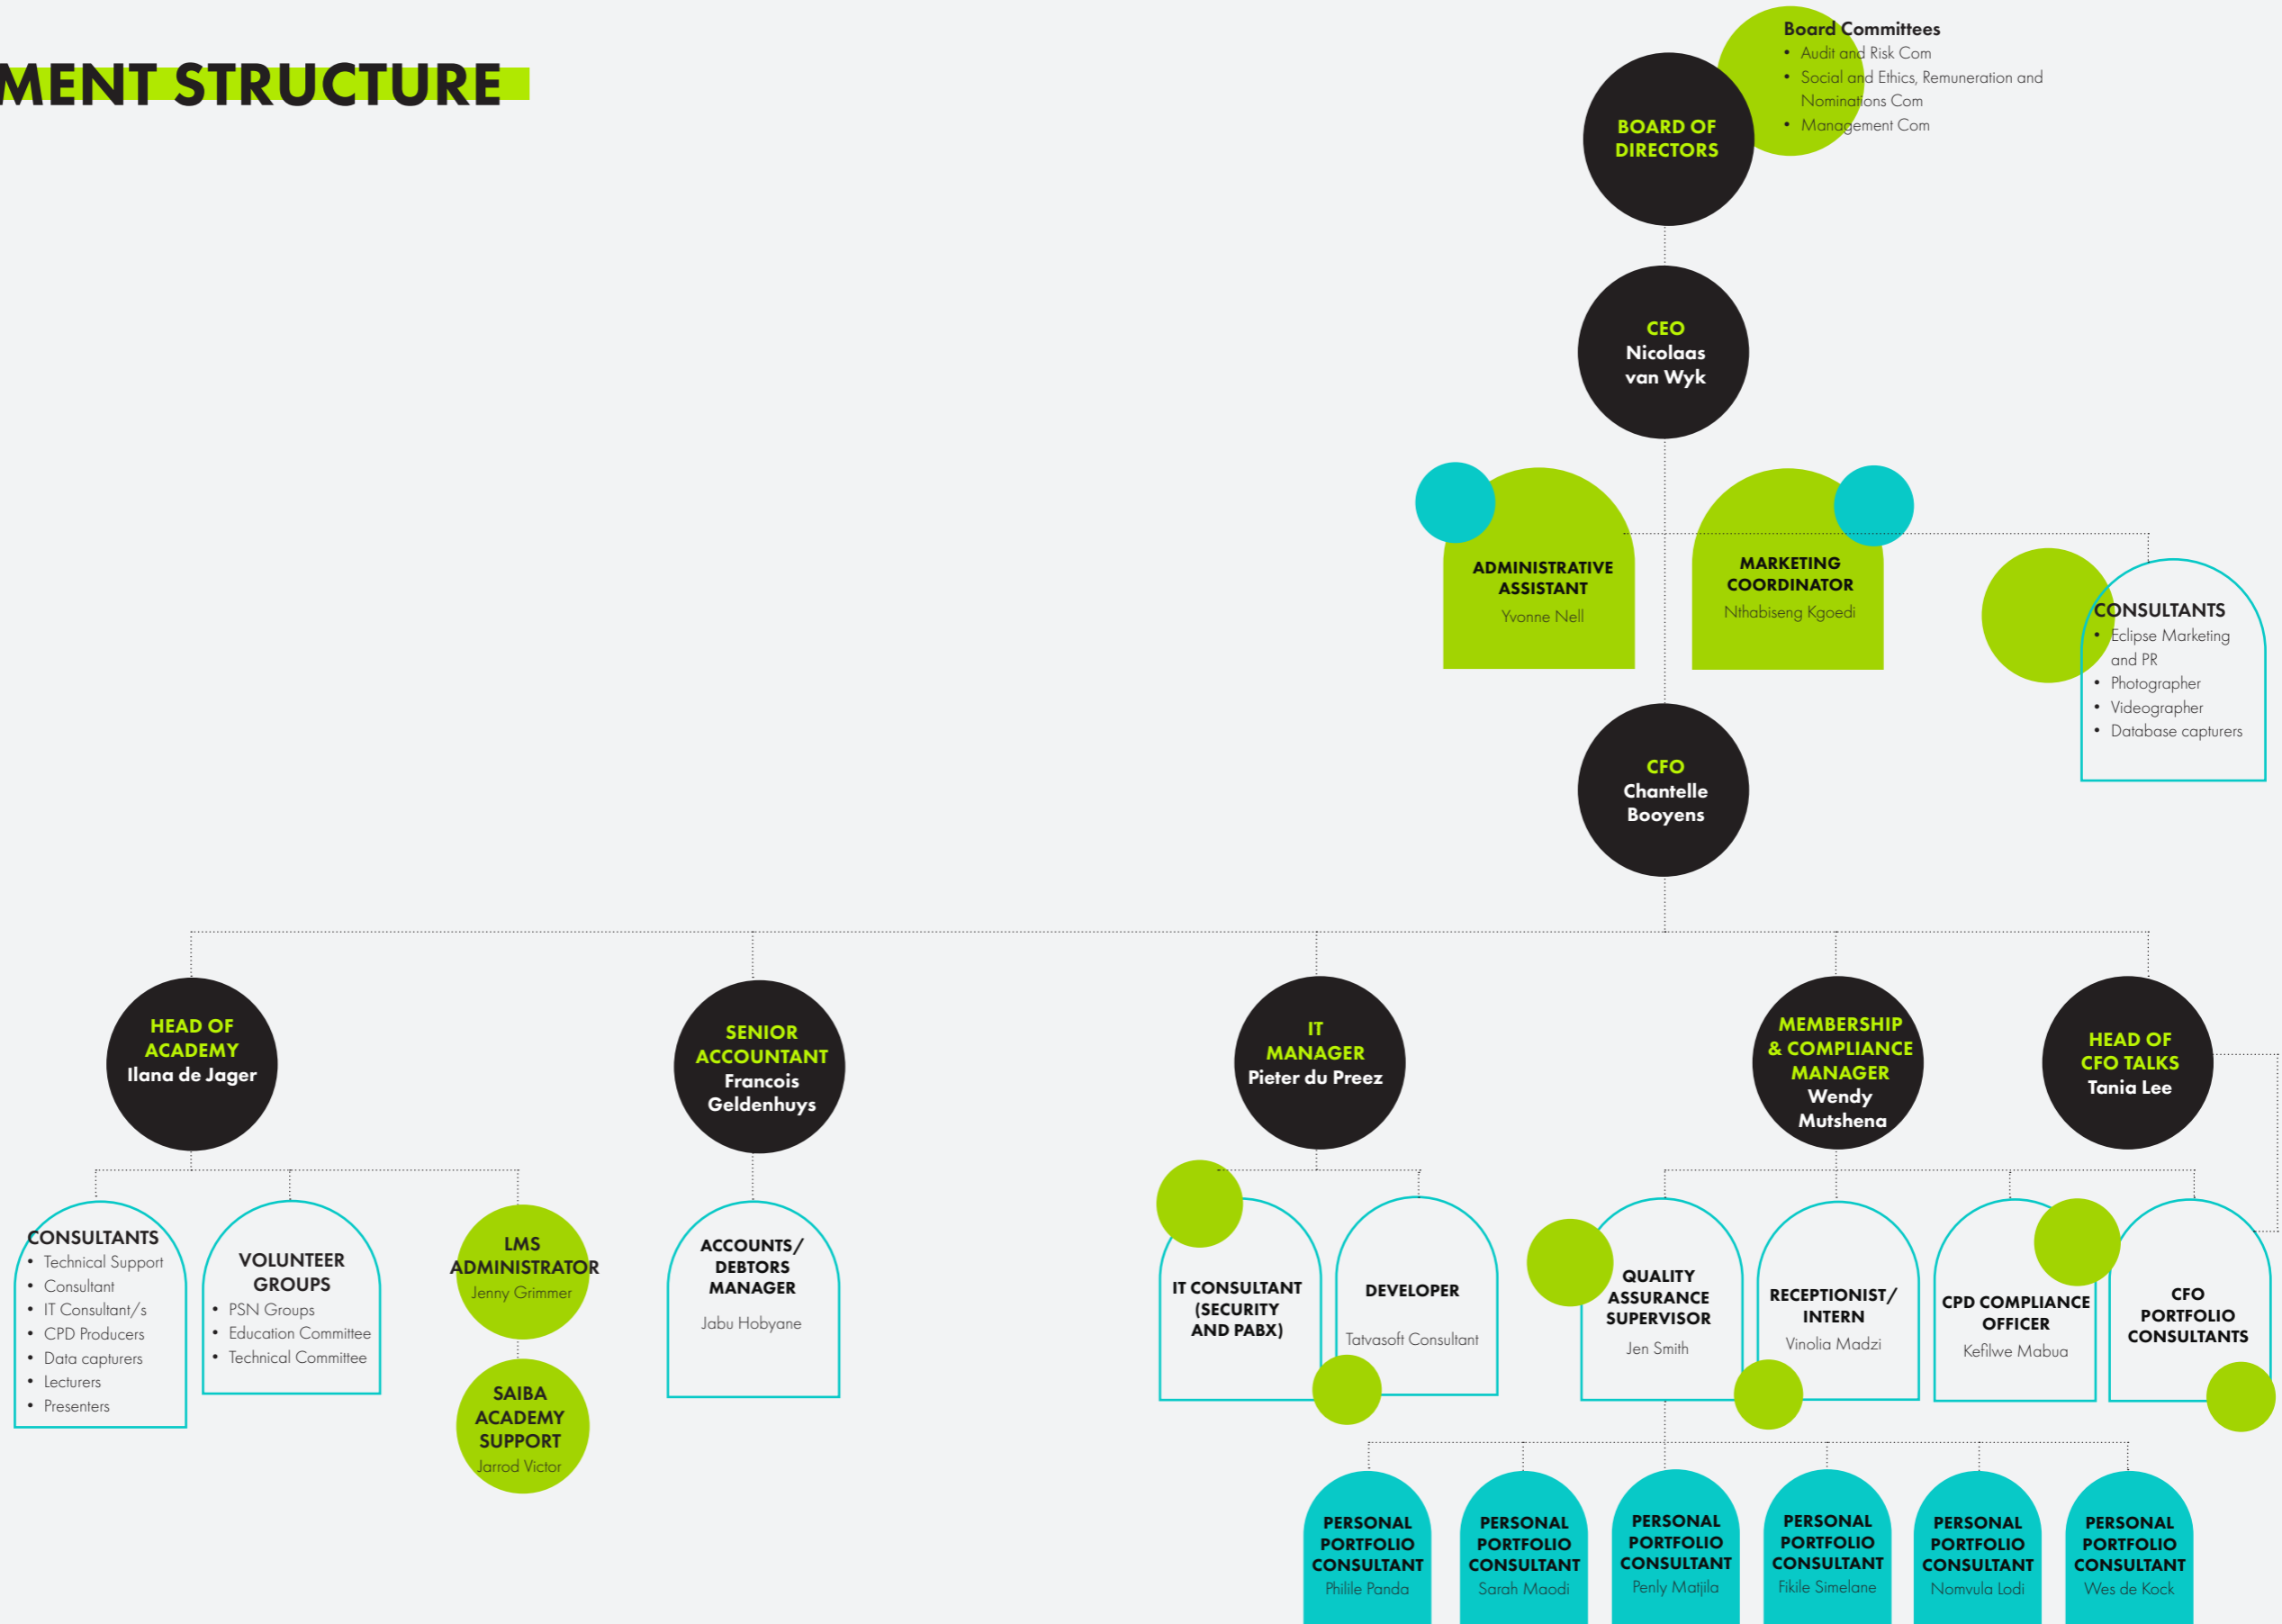 MENT STRUCTURE
Board Committees
• Audit and Risk Com
• Social and Ethics, Remuneration and
Nominations Com
• Management Com
BOARD OF
DIRECTORS
CEO
Nicolaas
van Wyk
ADMINISTRATIVE
ASSISTANT
Yvonne Nell
MARKETING
COORDINATOR
Nthabiseng Kgoedi
CONSULTANTS
• Eclipse Marketing
and PR
• Photographer
• Videographer
• Database capturers
CFO
Chantelle
Booyens
HEAD OF
ACADEMY
Ilana de Jager
SENIOR
ACCOUNTANT
Francois
Geldenhuys
IT
MANAGER
Pieter du Preez
MEMBERSHIP
& COMPLIANCE
MANAGER
Wendy
Mutshena
HEAD OF
CFO TALKS
Tania Lee
CONSULTANTS
• Technical Support
• Consultant
• IT Consultant/s
• CPD Producers
• Data capturers
• Lecturers
• Presenters
VOLUNTEER
GROUPS
• PSN Groups
• Education Committee
• Technical Committee
LMS
ADMINISTRATOR
Jenny Grimmer
SAIBA
ACADEMY
SUPPORT
Jarrod Victor
ACCOUNTS/
DEBTORS
MANAGER
Jabu Hobyane
IT CONSULTANT
(SECURITY
AND PABX)
DEVELOPER
Tatvasoft Consultant
QUALITY
ASSURANCE
SUPERVISOR
Jen Smith
RECEPTIONIST/
INTERN
Vinolia Madzi
CPD COMPLIANCE
OFFICER
Kefilwe Mabua
CFO
PORTFOLIO
CONSULTANTS
PERSONAL
PORTFOLIO
CONSULTANT
Philile Panda
PERSONAL
PORTFOLIO
CONSULTANT
Sarah Maodi
PERSONAL
PORTFOLIO
CONSULTANT
Penly Matjila
PERSONAL
PORTFOLIO
CONSULTANT
Fikile Simelane
PERSONAL
PORTFOLIO
CONSULTANT
Nomvula Lodi
PERSONAL
PORTFOLIO
CONSULTANT
Wes de Kock